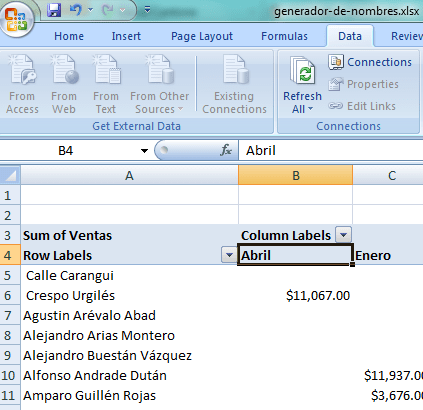 generador-de-nombres.xlsx
Home Insert Page Layout Formulas Data Review
From Access
From Web
From Text
From Other Sources
Existing Connections
Refresh All
Connections
Properties
Edit Links
Get External Data
Connections
B4 fx Abril
A B C
1
2
3 Sum of Ventas Column Labels
4 Row Labels Abril Enero
5 Calle Carangui
6 Crespo Urgilés $11,067.00
7 Agustin Arévalo Abad
8 Alejandro Arias Montero
9 Alejandro Buestán Vázquez
10 Alfonso Andrade Dután $11,937.0
11 Amparo Guillén Rojas $3,676.0